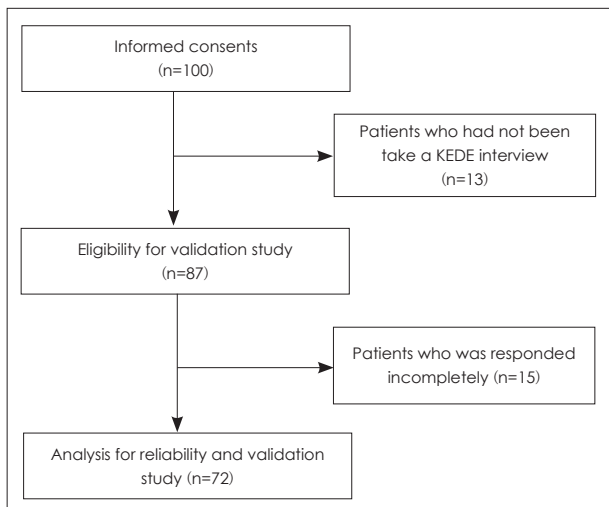 Informed consents
(n=100)
Patients who had not been
take a KEDE interview
(n=13)
Eligibility for validation study
(n=87)
Patients who was responded
incompletely (n=15)
Analysis for reliability and validation
study (n=72)